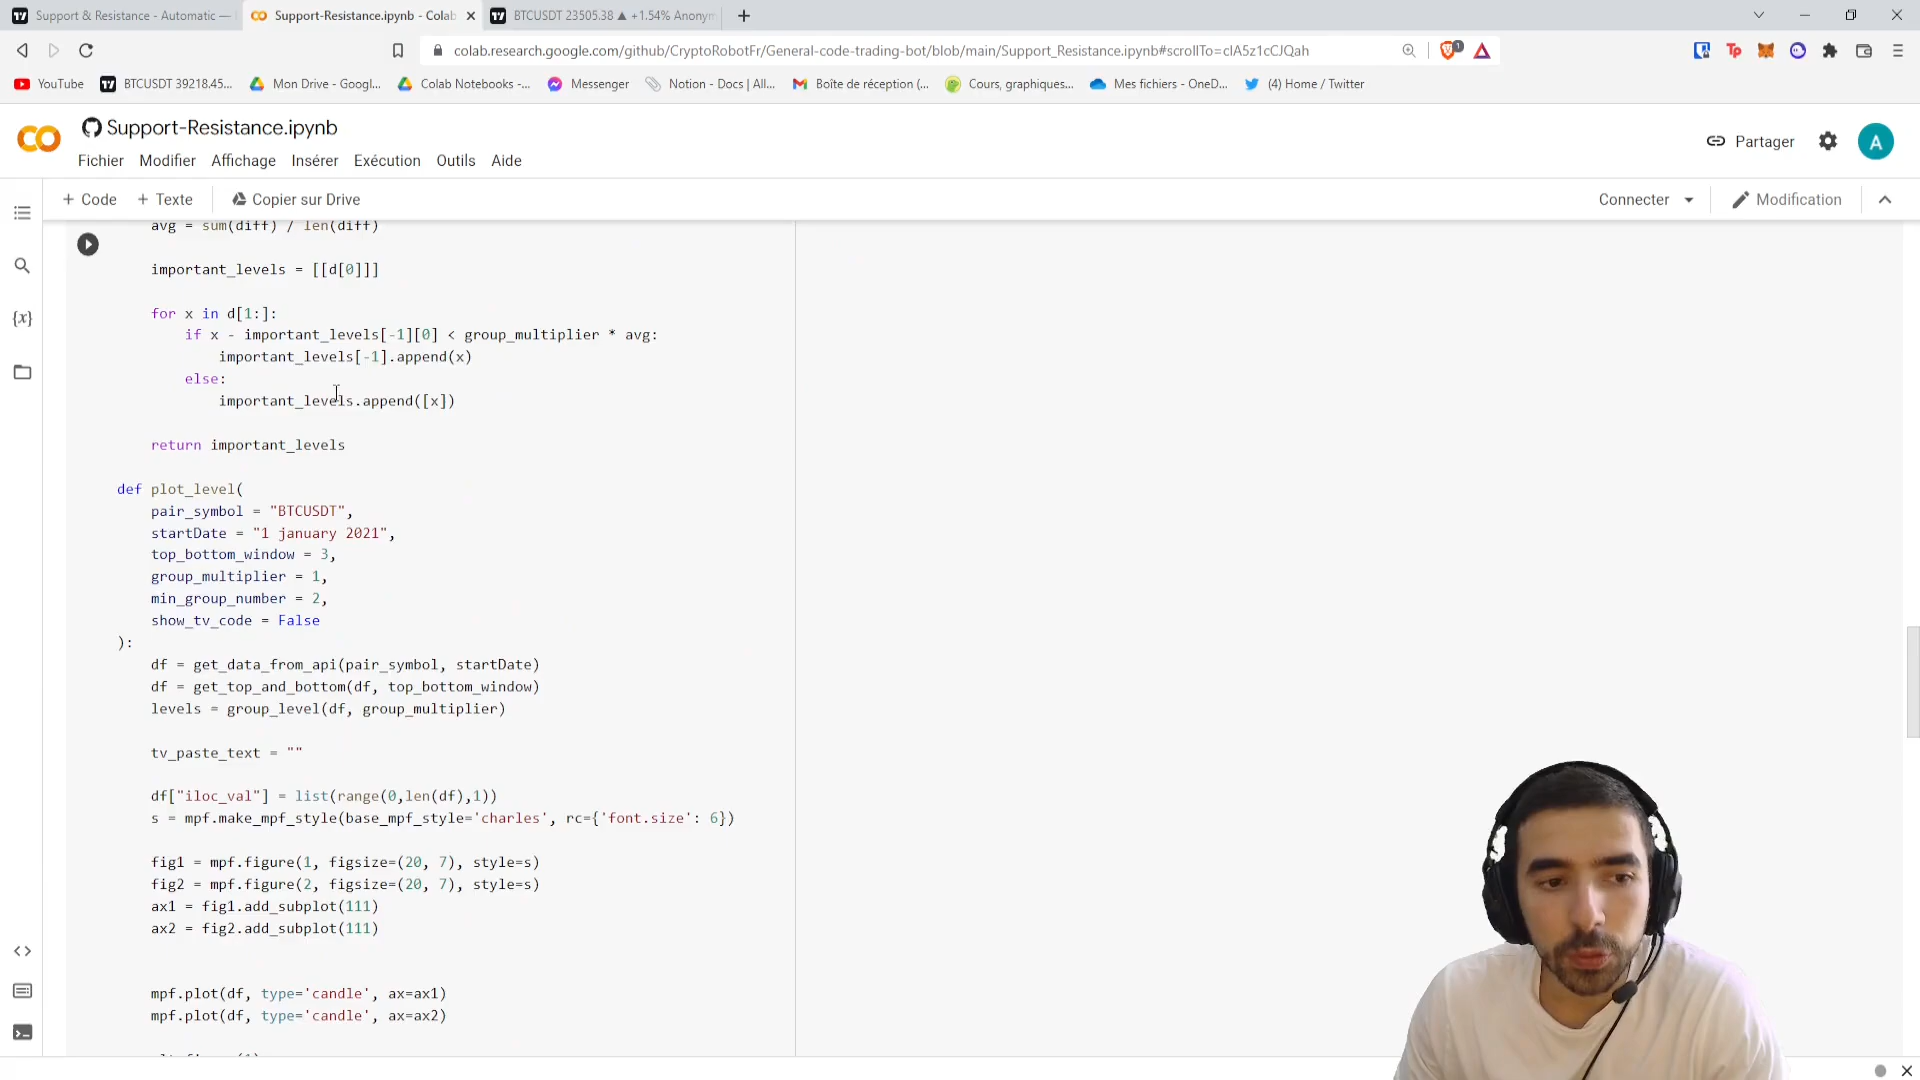 Support & Resistance - Automatic —
Support-Resistance.ipynb - Colab
BTCUSDT 23505.38 ▲ +1.54% Anonym
colab.research.google.com/github/CryptoRobotFr/General-code-trading-bot/blob/main/Support_Resistance.ipynb#scrollTo=cIA5z1cCJQah
1
YouTube
BTCUSDT 39218.45...
Mon Drive - Googl...
Colab Notebooks -...
Messenger
Notion - Docs | All...
Boîte de réception (...
Cours, graphiques...
Mes fichiers - OneD...
(4) Home / Twitter
Support-Resistance.ipynb
Fichier Modifier Affichage Insérer Exécution Outils Aide
Partager
A
+ Code + Texte Copier sur Drive
Connecter
Modification
avg = sum(diff) / len(diff)
important_levels = [[d[0]]]
for x in d[1:]:
if x - important_levels[-1][0] < group_multiplier * avg:
important_levels[-1].append(x)
else:
important_levels.append([x])
return important_levels
def plot_level(
pair_symbol = "BTCUSDT",
startDate = "1 january 2021",
top_bottom_window = 3,
group_multiplier = 1,
min_group_number = 2,
show_tv_code = False
):
df = get_data_from_api(pair_symbol, startDate)
df = get_top_and_bottom(df, top_bottom_window)
levels = group_level(df, group_multiplier)
tv_paste_text = ""
df["iloc_val"] = list(range(0,len(df),1))
s = mpf.make_mpf_style(base_mpf_style='charles', rc={'font.size': 6})
fig1 = mpf.figure(1, figsize=(20, 7), style=s)
fig2 = mpf.figure(2, figsize=(20, 7), style=s)
ax1 = fig1.add_subplot(111)
ax2 = fig2.add_subplot(111)
mpf.plot(df, type='candle', ax=ax1)
mpf.plot(df, type='candle', ax=ax2)